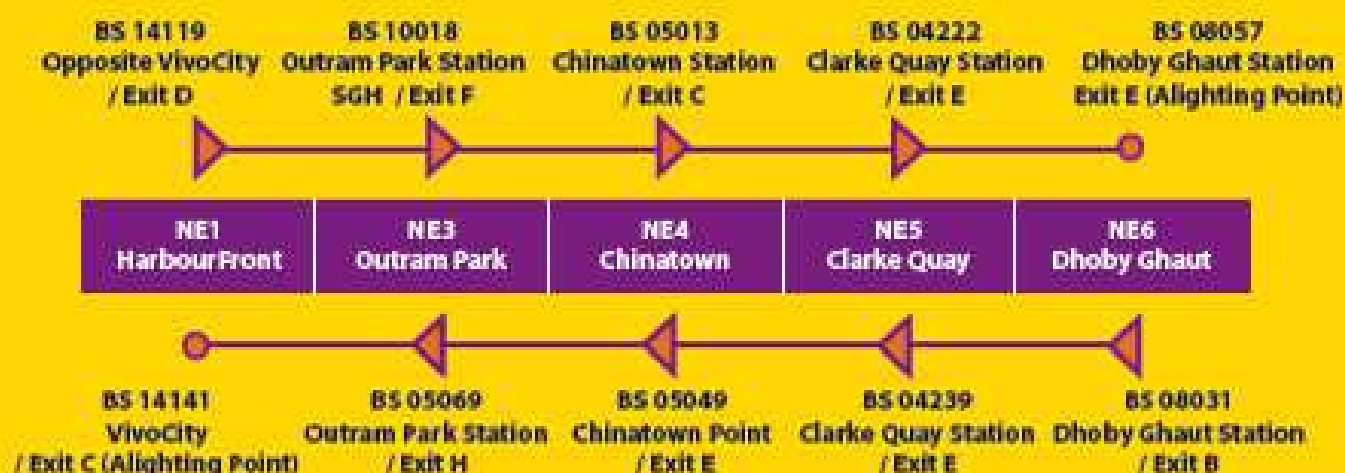 BS 14119
Opposite VivoCity
/ Exit D
BS 10018
Outram Park Station
SGH / Exit F
BS 05013
Chinatown Station
/ Exit C
BS 04222
Clarke Quay Station
/ Exit E
BS 08057
Dhoby Ghaut Station
Exit E (Alighting Point)
NE1
HarbourFront
NE3
Outram Park
NE4
Chinatown
NE5
Clarke Quay
NE6
Dhoby Ghaut
BS 14141
VivoCity
/ Exit C (Alighting Point)
BS 05069
Outram Park Station
/ Exit H
BS 05049
Chinatown Point
/ Exit E
BS 04239
Clarke Quay Station
/ Exit E
BS 08031
Dhoby Ghaut Station
/ Exit B